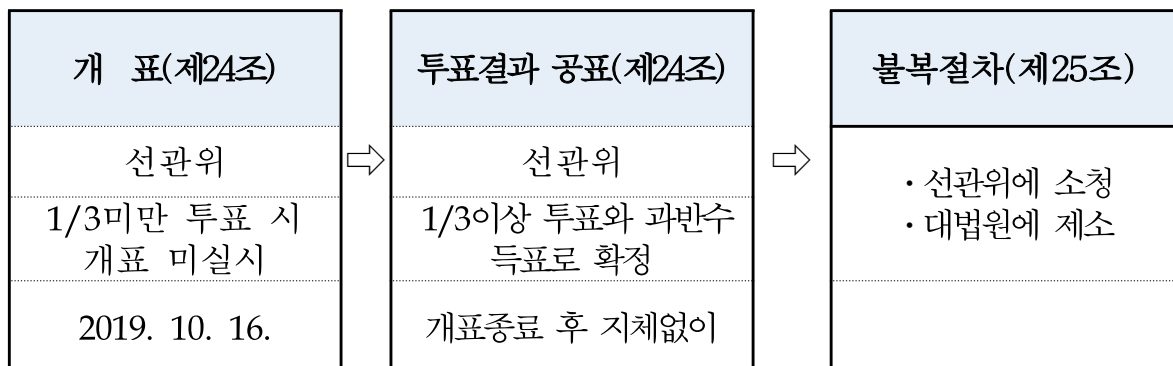 개 표(제24조)
선관위
1/3미만 투표 시
개표 미실시
2019. 10. 16.
투표결과 공표(제24조)
선관위
1/3이상 투표와 과반수
득표로 확정
개표종료 후 지체없이
불복절차(제25조)
· 선관위에 소청
· 대법원에 제소